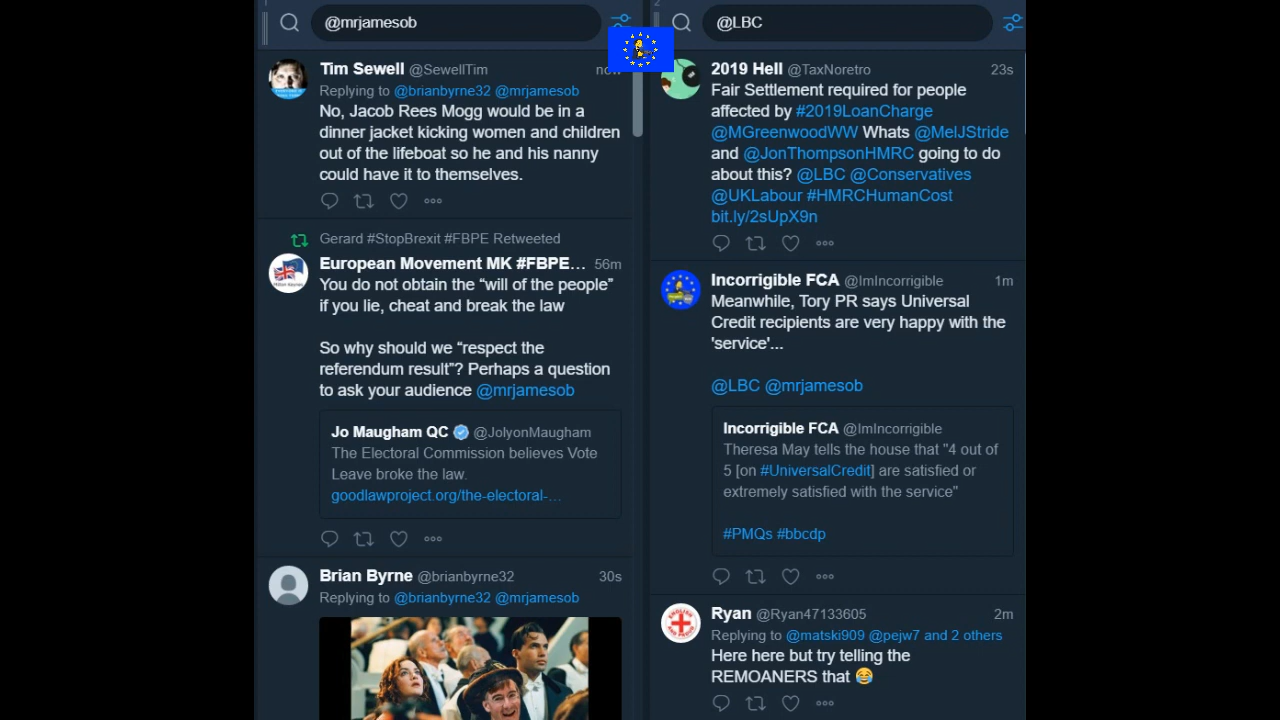 @mrjamesob
Tim Sewell @SewellTim now
Replying to @brianbyrne32 @mrjamesob
No, Jacob Rees Mogg would be in a
dinner jacket kicking women and children
out of the lifeboat so he and his nanny
could have it to themselves.
Gerard #StopBrexit #FBPE Retweeted
European Movement MK #FBPE... 56m
You do not obtain the “will of the people”
if you lie, cheat and break the law
So why should we “respect the
referendum result”? Perhaps a question
to ask your audience @mrjamesob
Jo Maugham QC @JolyonMaugham
The Electoral Commission believes Vote
Leave broke the law.
goodlawproject.org/the-electoral-...
Brian Byrne @brianbyrne32 30s
Replying to @brianbyrne32 @mrjamesob
2
@LBC
2019 Hell @TaxNoretro 23s
Fair Settlement required for people
affected by #2019LoanCharge
@MGreenwoodWW Whats @MelJStride
and @JonThompsonHMRC going to do
about this? @LBC @Conservatives
@UKLabour #HMRCHumanCost
bit.ly/2sUpX9n
Incorrigible FCA @ImIncorrigible 1m
Meanwhile, Tory PR says Universal
Credit recipients are very happy with the
'service'...
@LBC @mrjamesob
Incorrigible FCA @ImIncorrigible
Theresa May tells the house that "4 out of
5 [on #UniversalCredit] are satisfied or
extremely satisfied with the service"
#PMQs #bbcdp
Ryan @Ryan47133605 2m
Replying to @matski909 @pejw7 and 2 others
Here here but try telling the
REMOANERS that 😂